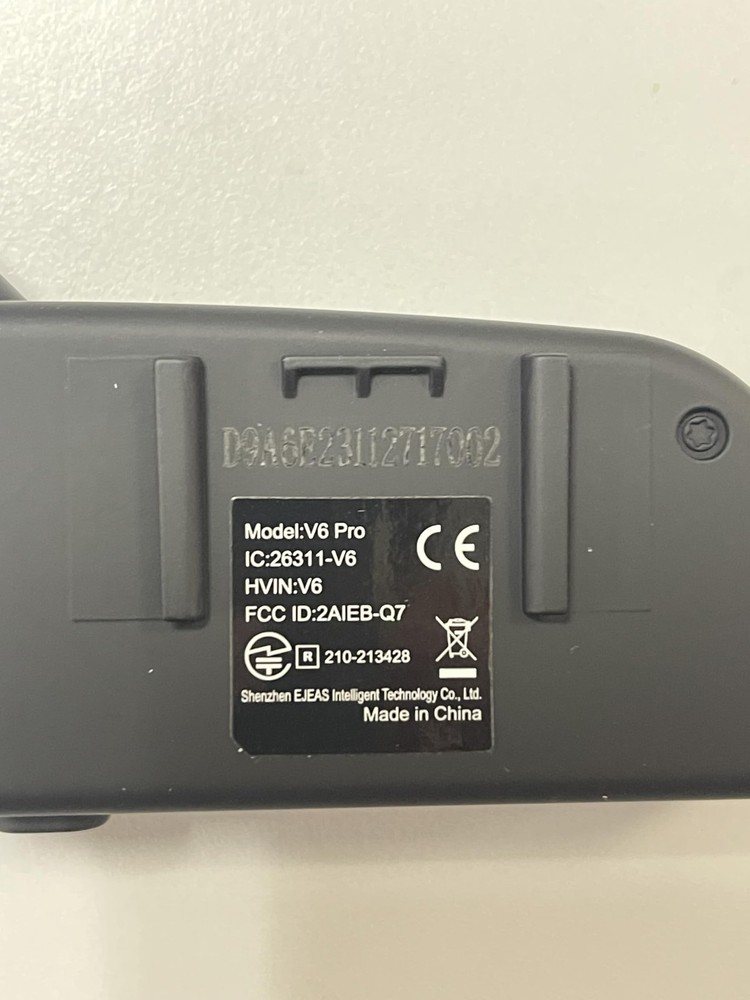 D9A6E23112717002
Model:V6 Pro
IC:26311-V6
HVIN:V6
FCC ID:2AIEB-Q7
CE
R 210-213428
Shenzhen EJEAS Intelligent Technology Co., Ltd.
Made in China